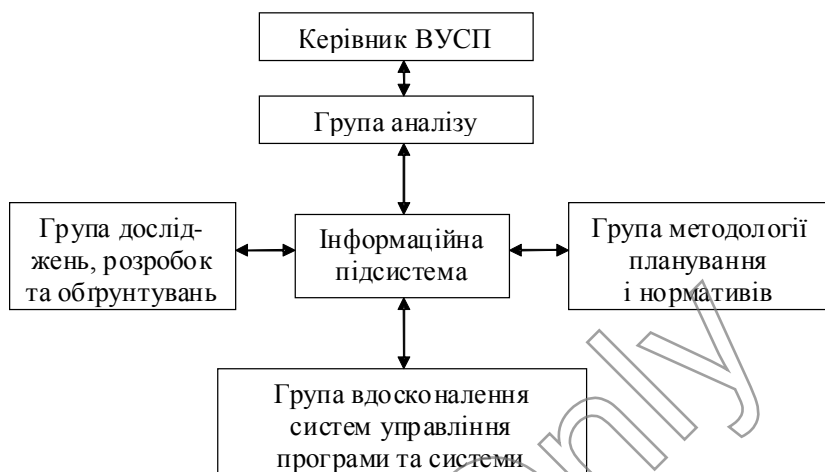 Керівник ВУСП
Група аналізу
Група дослід-
жень, розробок
та обґрунтувань
Інформаційна
підсистема
Група методології
планування
і нормативів
Група вдосконалення
систем управління
програми та системи
only